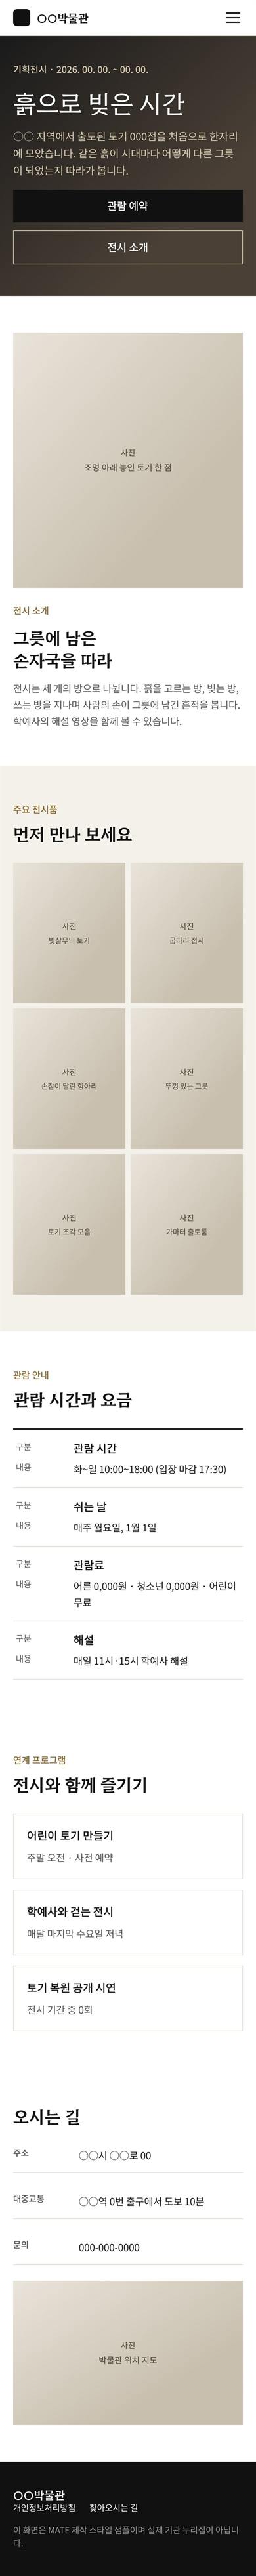 ○○박물관
기획전시 · 2026. 00. 00. ~ 00. 00.
흙으로 빚은 시간
○○ 지역에서 출토된 토기 000점을 처음으로 한자리
에 모았습니다. 같은 흙이 시대마다 어떻게 다른 그릇
이 되었는지 따라가 봅니다.
관람 예약
전시 소개
사진
조명 아래 놓인 토기 한 점
전시 소개
그릇에 남은
손자국을 따라
전시는 세 개의 방으로 나뉩니다. 흙을 고르는 방, 빚는 방,
쓰는 방을 지나며 사람의 손이 그릇에 남긴 흔적을 봅니다.
학예사의 해설 영상을 함께 볼 수 있습니다.
주요 전시품
먼저 만나 보세요
사진
빗살무늬 토기
사진
굽다리 접시
사진
손잡이 달린 항아리
사진
뚜껑 있는 그릇
사진
토기 조각 모음
사진
가마터 출토품
관람 안내
관람 시간과 요금
구분 관람 시간
내용 화~일 10:00~18:00 (입장 마감 17:30)
구분 쉬는 날
내용 매주 월요일, 1월 1일
구분 관람료
내용 어른 0,000원 · 청소년 0,000원 · 어린이
무료
구분 해설
내용 매일 11시·15시 학예사 해설
연계 프로그램
전시와 함께 즐기기
어린이 토기 만들기
주말 오전 · 사전 예약
학예사와 걷는 전시
매달 마지막 수요일 저녁
토기 복원 공개 시연
전시 기간 중 0회
오시는 길
주소 ○○시 ○○로 00
대중교통 ○○역 0번 출구에서 도보 10분
문의 000-000-0000
사진
박물관 위치 지도
○○박물관
개인정보처리방침 찾아오시는 길
이 화면은 MATE 제작 스타일 샘플이며 실제 기관 누리집이 아닙니
다.